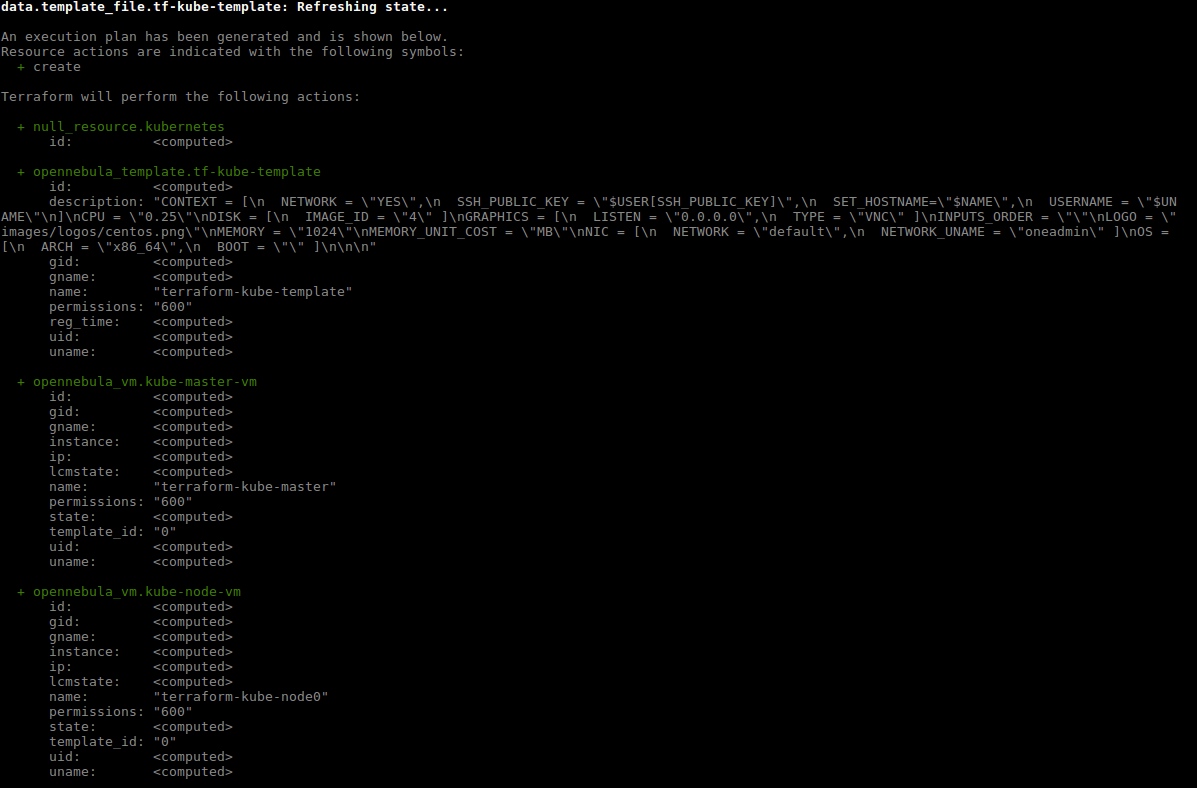 data.template_file.tf-kube-template: Refreshing state...
An execution plan has been generated and is shown below.
Resource actions are indicated with the following symbols:
  + create
Terraform will perform the following actions:
  + null_resource.kubernetes
      id:          <computed>
  + opennebula_template.tf-kube-template
      id:          <computed>
      description: "CONTEXT = [\n  NETWORK = \"YES\",\n  SSH_PUBLIC_KEY = \"$USER[SSH_PUBLIC_KEY]\",\n  SET_HOSTNAME=\"$NAME\",\n  USERNAME = \"$UN
AME\"\n]\nCPU = \"0.25\"\nDISK = [\n  IMAGE_ID = \"4\" ]\nGRAPHICS = [\n  LISTEN = \"0.0.0.0\",\n  TYPE = \"VNC\" ]\nINPUTS_ORDER = \"\"\nLOGO = \"
images/logos/centos.png\"\nMEMORY = \"1024\"\nMEMORY_UNIT_COST = \"MB\"\nNIC = [\n  NETWORK = \"default\",\n  NETWORK_UNAME = \"oneadmin\" ]\nOS =
[\n  ARCH = \"x86_64\",\n  BOOT = \"\" ]\n\n\n"
      gid:         <computed>
      gname:       <computed>
      name:        "terraform-kube-template"
      permissions: "600"
      reg_time:    <computed>
      uid:         <computed>
      uname:       <computed>
  + opennebula_vm.kube-master-vm
      id:          <computed>
      gid:         <computed>
      gname:       <computed>
      instance:    <computed>
      ip:          <computed>
      lcmstate:    <computed>
      name:        "terraform-kube-master"
      permissions: "600"
      state:       <computed>
      template_id: "0"
      uid:         <computed>
      uname:       <computed>
  + opennebula_vm.kube-node-vm
      id:          <computed>
      gid:         <computed>
      gname:       <computed>
      instance:    <computed>
      ip:          <computed>
      lcmstate:    <computed>
      name:        "terraform-kube-node0"
      permissions: "600"
      state:       <computed>
      template_id: "0"
      uid:         <computed>
      uname:       <computed>